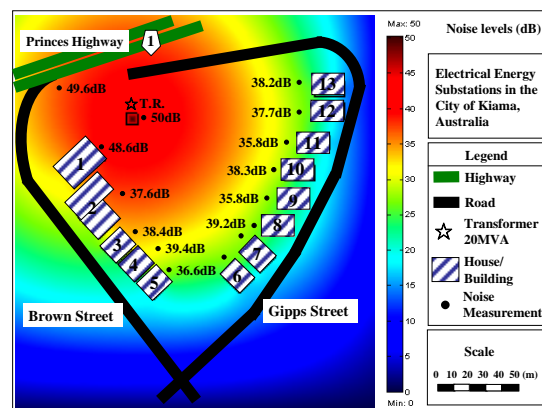 Princes Highway
1
49.6dB
T.R.
50dB
48.6dB
37.6dB
38.4dB
39.4dB
36.6dB
39.2dB
35.8dB
38.3dB
35.8dB
37.7dB
38.2dB
1
2
3
4
5
6
7
8
9
10
11
12
13
Brown Street
Gipps Street
Max: 50
50
45
40
35
30
25
20
15
10
5
0
Min: 0
Noise levels (dB)
Electrical Energy
Substations in the
City of Kiama,
Australia
Legend
Highway
Road
Transformer
20MVA
House/
Building
Noise
Measurement
Scale
0 10 20 30 40 50 (m)